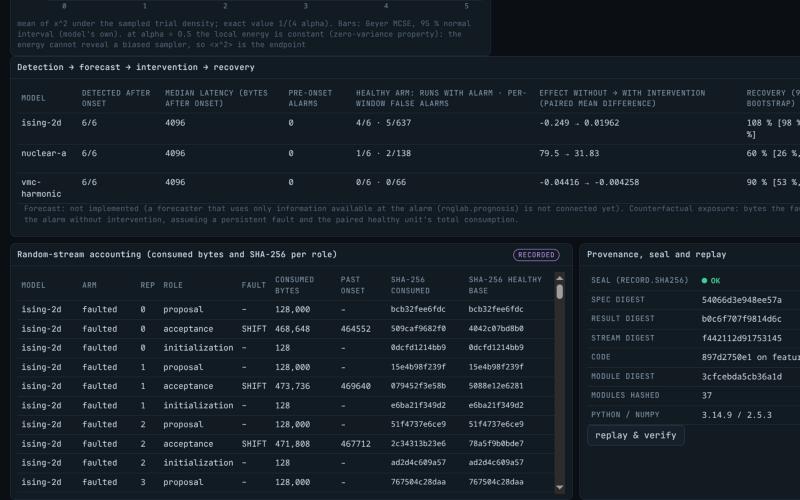 0 1 2 3 4 5
mean of x^2 under the sampled trial density; exact value 1/(4 alpha). Bars: Geyer MCSE, 95 % normal
interval (model's own). at alpha = 0.5 the local energy is constant (zero-variance property): the
energy cannot reveal a biased sampler, so <x^2> is the endpoint
Detection → forecast → intervention → recovery
MODEL DETECTED AFTER ONSET MEDIAN LATENCY (BYTES AFTER ONSET) PRE-ONSET ALARMS HEALTHY ARM: RUNS WITH ALARM · PER-WINDOW FALSE ALARMS EFFECT WITHOUT → WITH INTERVENTION (PAIRED MEAN DIFFERENCE) RECOVERY (9 BOOTSTRAP)
ising-2d 6/6 4096 0 4/6 · 5/637 -0.249 → 0.01962 108 % [98 % %]
nuclear-a 6/6 4096 0 1/6 · 2/138 79.5 → 31.83 60 % [26 %,
vmc-harmonic 6/6 4096 0 0/6 · 0/66 -0.04416 → -0.004258 90 % [53 %,
Forecast: not implemented (a forecaster that uses only information available at the alarm (rnglab.prognosis) is not connected yet). Counterfactual exposure: bytes the fau
the alarm without intervention, assuming a persistent fault and the paired healthy unit's total consumption.
Random-stream accounting (consumed bytes and SHA-256 per role) RECORDED
MODEL ARM REP ROLE FAULT CONSUMED BYTES PAST ONSET SHA-256 CONSUMED SHA-256 HEALTHY BASE
ising-2d faulted 0 proposal – 128,000 – bcb32fee6fdc bcb32fee6fdc
ising-2d faulted 0 acceptance SHIFT 468,648 464552 509caf9682f0 4042c07bd8b0
ising-2d faulted 0 initialization – 128 – 0dcfd1214bb9 0dcfd1214bb9
ising-2d faulted 1 proposal – 128,000 – 15e4b98f239f 15e4b98f239f
ising-2d faulted 1 acceptance SHIFT 473,736 469640 079452f3e58b 5088e12e6281
ising-2d faulted 1 initialization – 128 – e6ba21f349d2 e6ba21f349d2
ising-2d faulted 2 proposal – 128,000 – 51f4737e6ce9 51f4737e6ce9
ising-2d faulted 2 acceptance SHIFT 471,808 467712 2c34313b23e6 78a5f9b0bde7
ising-2d faulted 2 initialization – 128 – ad2d4c609a57 ad2d4c609a57
ising-2d faulted 3 proposal – 128,000 – 767504c28daa 767504c28daa
Provenance, seal and replay
SEAL (RECORD.SHA256) OK
SPEC DIGEST 54066d3e948ee57a
RESULT DIGEST b0c6f707f9814d6c
STREAM DIGEST f442112d91753145
CODE 897d2750e1 on featur
MODULE DIGEST 3cfcebda5cb36a1d
MODULES HASHED 37
PYTHON / NUMPY 3.14.9 / 2.5.3
replay & verify